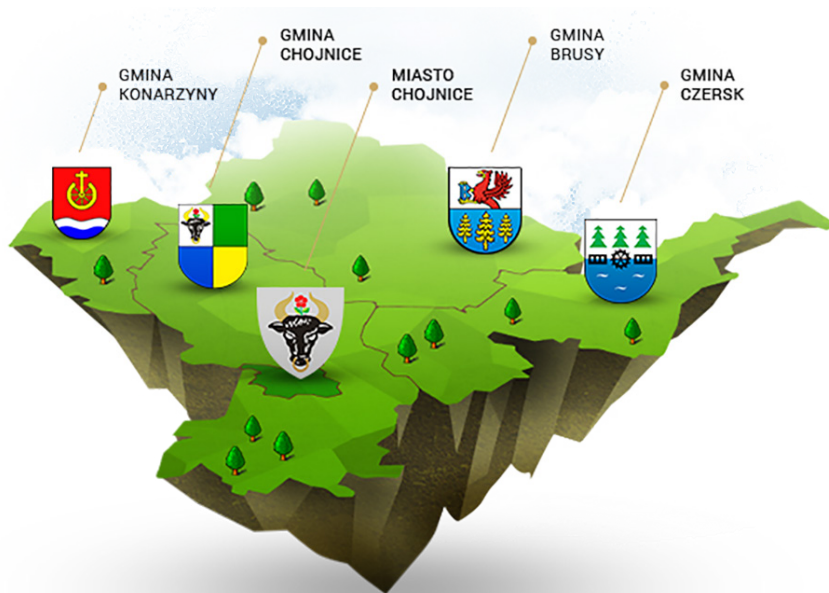 GMINA
KONARZYNY
GMINA
CHOJNICE
MIASTO
CHOJNICE
GMINA
BRUSY
GMINA
CZERSK